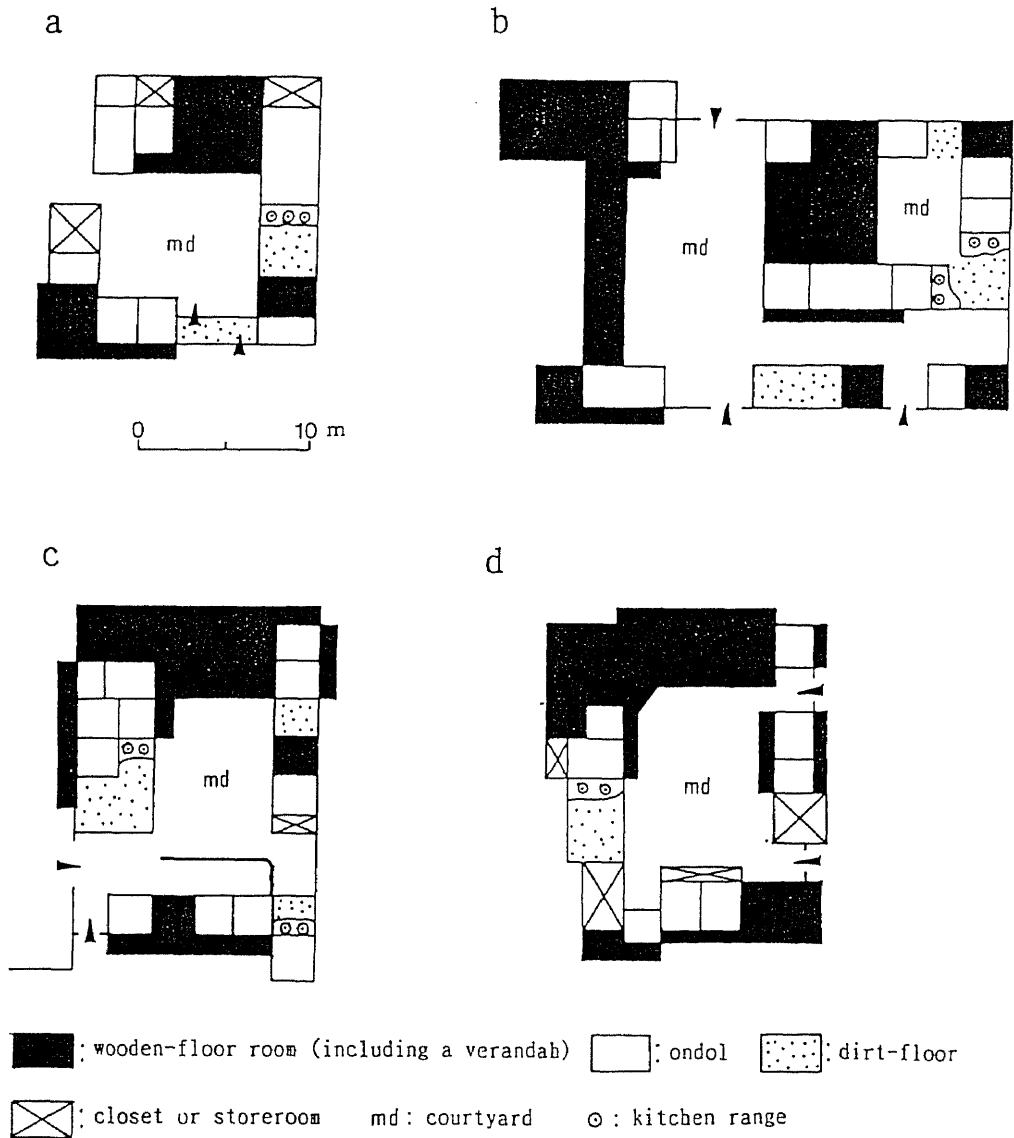 a
b
md
md
md
0 10 m
c
d
md
md
: wooden-floor room (including a verandah) : ondol : dirt-floor
: closet or storeroom md : courtyard : kitchen range